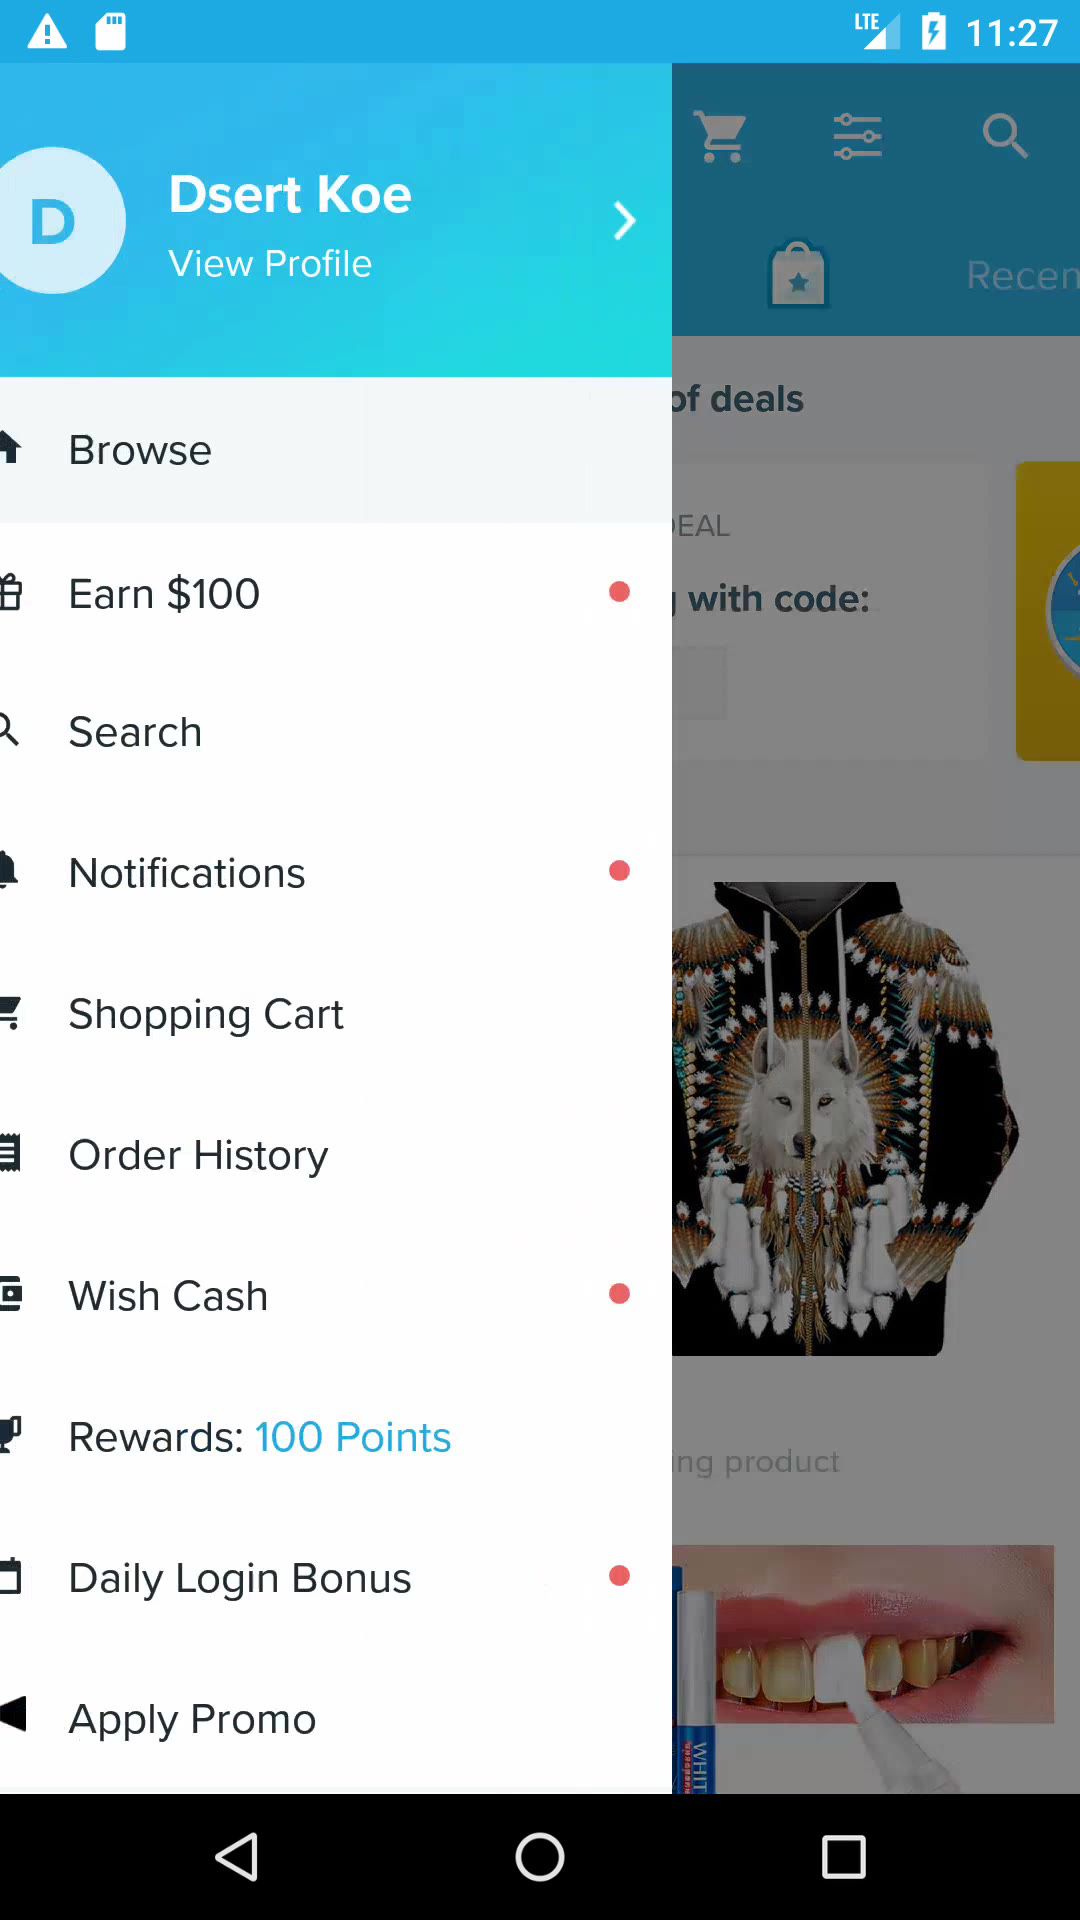 LTE 11:27
D
Dsert Koe
View Profile
Recen
of deals
Browse
DEAL
Earn $100
with code:
Search
Notifications
Shopping Cart
Order History
Wish Cash
Rewards: 100 Points
ing product
Daily Login Bonus
Apply Promo
WHIT